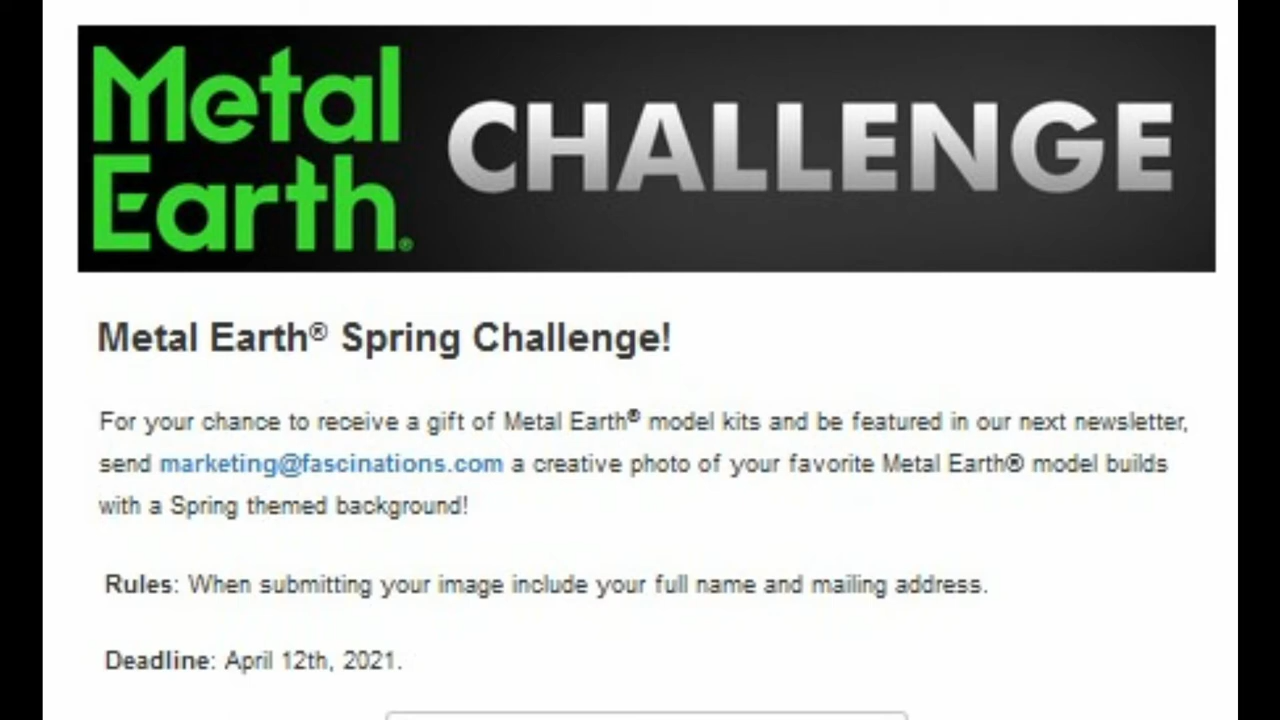 Metal
Earth®
CHALLENGE
Metal Earth® Spring Challenge!
For your chance to receive a gift of Metal Earth® model kits and be featured in our next newsletter,
send marketing@fascinations.com a creative photo of your favorite Metal Earth® model builds
with a Spring themed background!
Rules: When submitting your image include your full name and mailing address.
Deadline: April 12th, 2021.